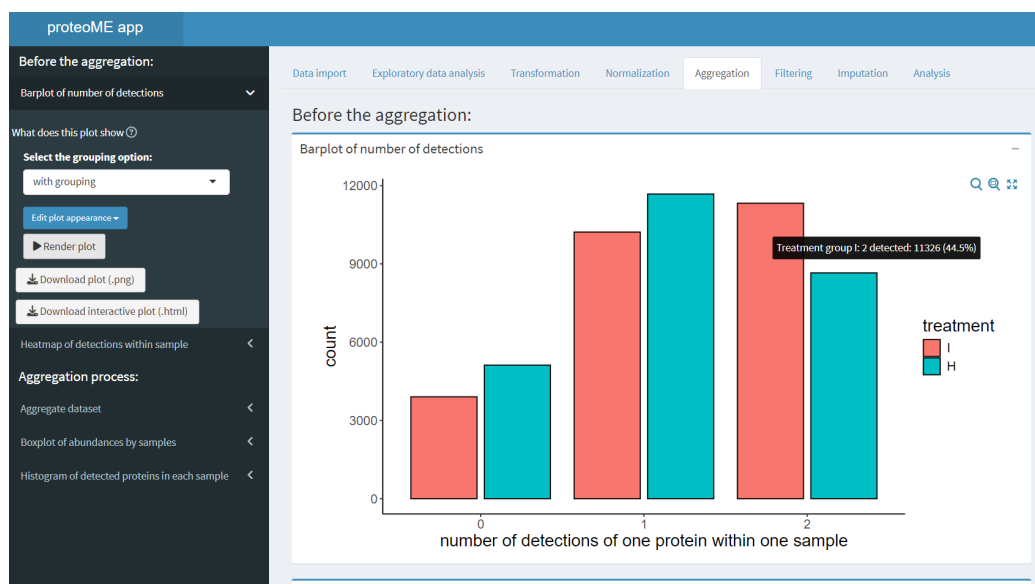 proteoME app
Before the aggregation:
Barplot of number of detections
What does this plot show
Select the grouping option:
with grouping
Edit plot appearance
Render plot
Download plot (.png)
Download interactive plot (.html)
Heatmap of detections within sample
Aggregation process:
Aggregate dataset
Boxplot of abundances by samples
Histogram of detected proteins in each sample
Data import Exploratory data analysis Transformation Normalization Aggregation Filtering Imputation Analysis
Before the aggregation:
Barplot of number of detections
12000
9000
6000
3000
0
count
Treatment group I: 2 detected: 11326 (44.5%)
treatment
I
H
0 1 2
number of detections of one protein within one sample